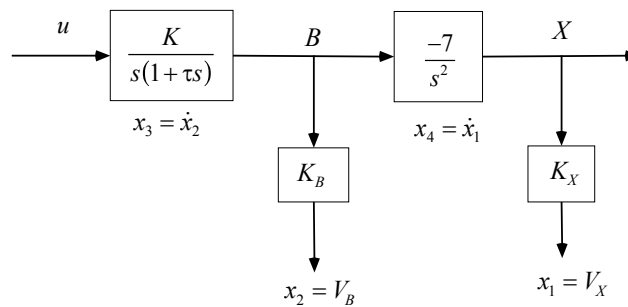 u
K
s(1+τs)
B
-7
s²
X
x₃ = ẋ₂
x₄ = ẋ₁
K_B
K_X
x₂ = V_B
x₁ = V_X